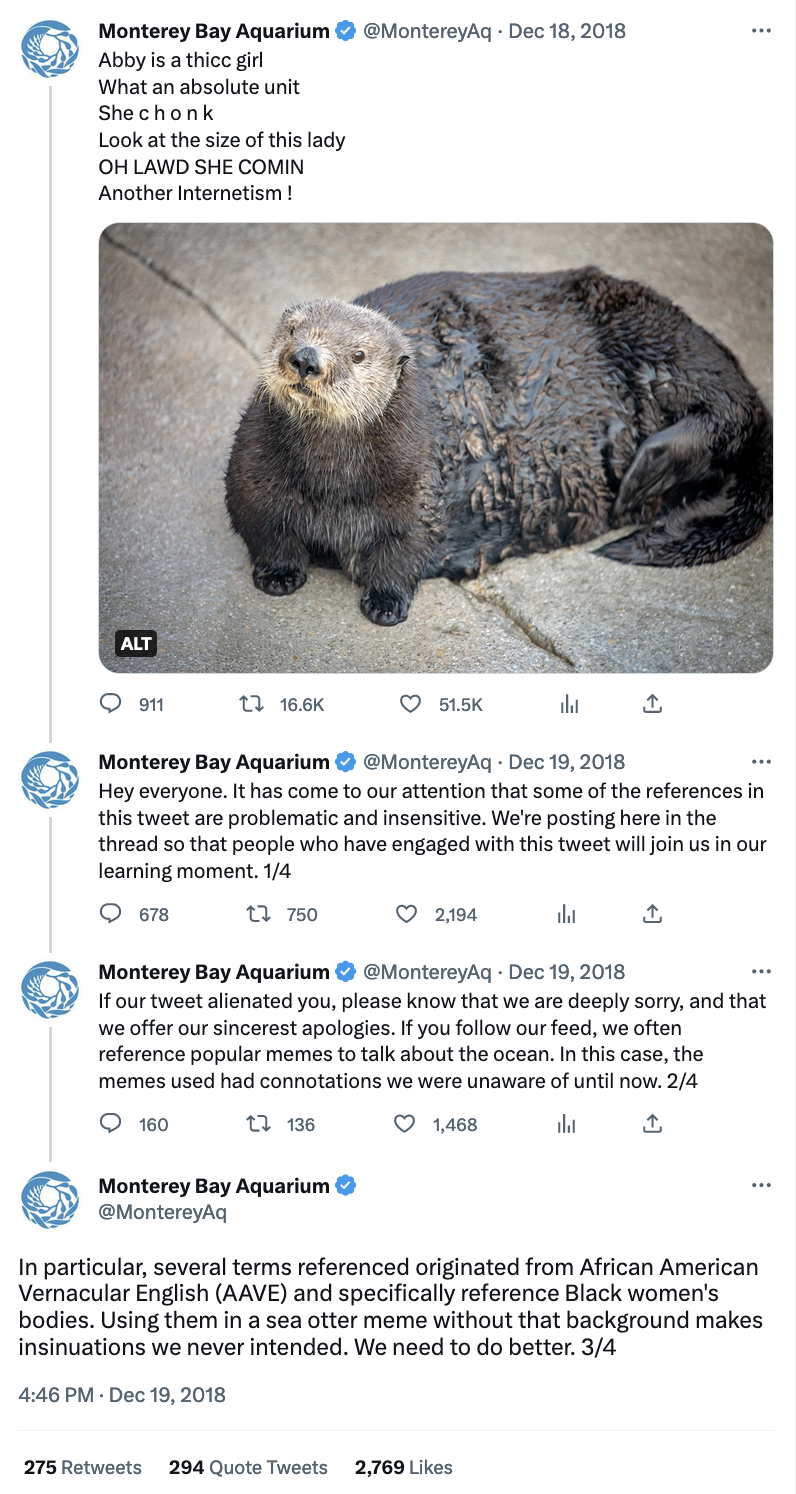 Monterey Bay Aquarium @MontereyAq · Dec 18, 2018
Abby is a thicc girl
What an absolute unit
She c h o n k
Look at the size of this lady
OH LAWD SHE COMIN
Another Internetism !
ALT
911 16.6K 51.5K
Monterey Bay Aquarium @MontereyAq · Dec 19, 2018
Hey everyone. It has come to our attention that some of the references in
this tweet are problematic and insensitive. We're posting here in the
thread so that people who have engaged with this tweet will join us in our
learning moment. 1/4
678 750 2,194
Monterey Bay Aquarium @MontereyAq · Dec 19, 2018
If our tweet alienated you, please know that we are deeply sorry, and that
we offer our sincerest apologies. If you follow our feed, we often
reference popular memes to talk about the ocean. In this case, the
memes used had connotations we were unaware of until now. 2/4
160 136 1,468
Monterey Bay Aquarium
@MontereyAq
In particular, several terms referenced originated from African American
Vernacular English (AAVE) and specifically reference Black women's
bodies. Using them in a sea otter meme without that background makes
insinuations we never intended. We need to do better. 3/4
4:46 PM · Dec 19, 2018
275 Retweets 294 Quote Tweets 2,769 Likes